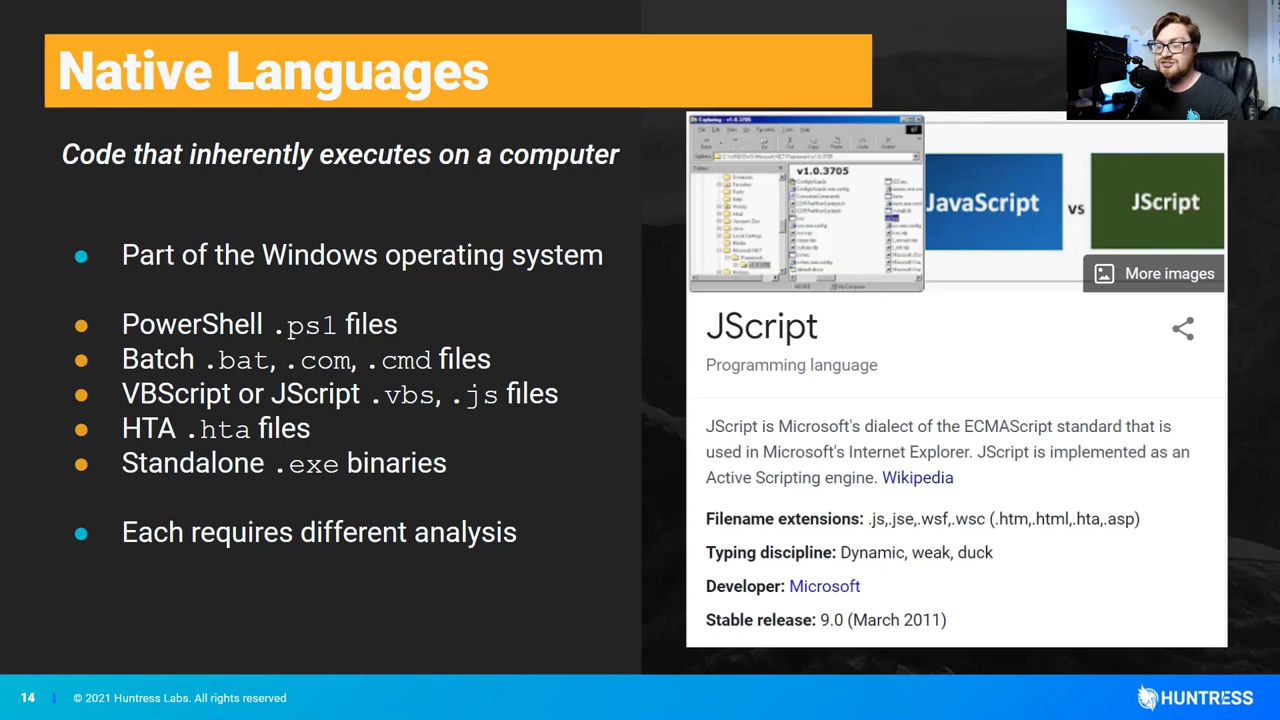 Native Languages
Code that inherently executes on a computer
Part of the Windows operating system
PowerShell .ps1 files
Batch .bat, .com, .cmd files
VBScript or JScript .vbs, .js files
HTA .hta files
Standalone .exe binaries
Each requires different analysis
v1.0.3705
JavaScript vs JScript
More images
JScript
Programming language
JScript is Microsoft's dialect of the ECMAScript standard that is
used in Microsoft's Internet Explorer. JScript is implemented as an
Active Scripting engine. Wikipedia
Filename extensions: .js,.jse,.wsf,.wsc (.htm,.html,.hta,.asp)
Typing discipline: Dynamic, weak, duck
Developer: Microsoft
Stable release: 9.0 (March 2011)
14 | © 2021 Huntress Labs. All rights reserved
HUNTRESS